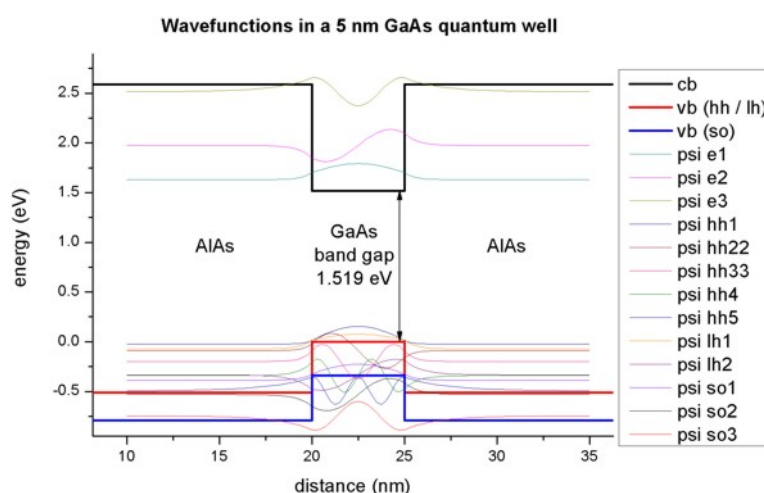 Wavefunctions in a 5 nm GaAs quantum well
energy (eV)
2.5
2.0
1.5
1.0
0.5
0.0
-0.5
AlAs
GaAs
band gap
1.519 eV
AlAs
10
15
20
25
30
35
distance (nm)
cb
vb (hh / lh)
vb (so)
psi e1
psi e2
psi e3
psi hh1
psi hh22
psi hh33
psi hh4
psi hh5
psi lh1
psi lh2
psi so1
psi so2
psi so3